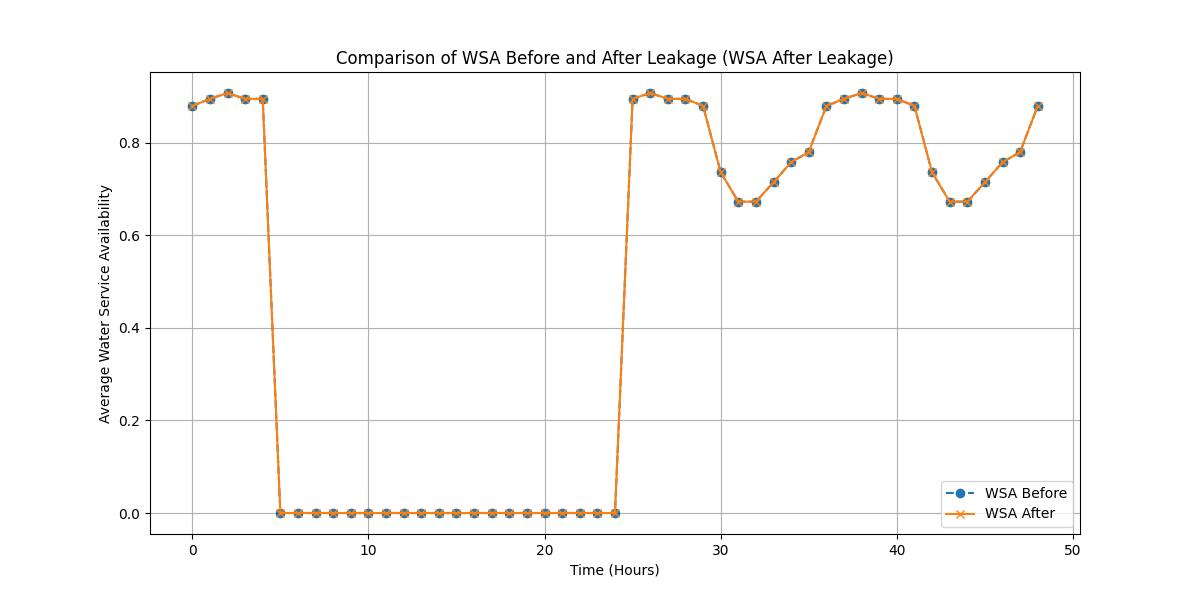 Comparison of WSA Before and After Leakage (WSA After Leakage)
Average Water Service Availability
0.8
0.6
0.4
0.2
0.0
WSA Before
WSA After
0 10 20 30 40 50
Time (Hours)